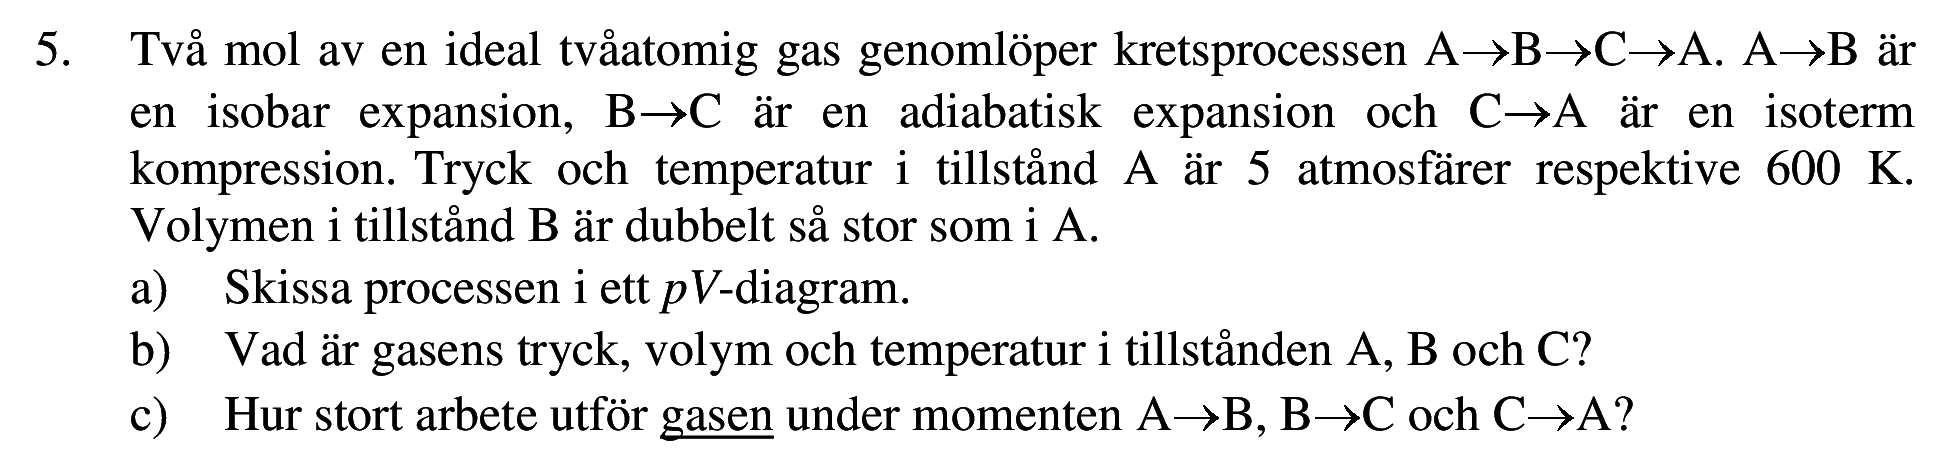 5. Två mol av en ideal tvåatomig gas genomlöper kretsprocessen A→B→C→A. A→B är
en isobar expansion, B→C är en adiabatisk expansion och C→A är en isoterm
kompression. Tryck och temperatur i tillstånd A är 5 atmosfärer respektive 600 K.
Volymen i tillstånd B är dubbelt så stor som i A.
a) Skissa processen i ett pV-diagram.
b) Vad är gasens tryck, volym och temperatur i tillstånden A, B och C?
c) Hur stort arbete utför gasen under momenten A→B, B→C och C→A?